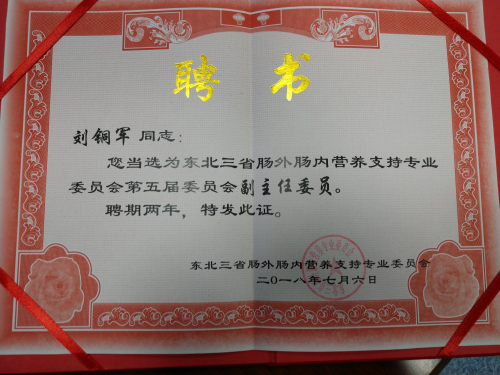 聘 书
刘铜军 同志：
您当选为东北三省肠外肠内营养支持专业
委员会第五届委员会副主任委员。
聘期两年，特发此证。
东北三省肠外肠内营养支持专业委员会
二〇一八年七月六日